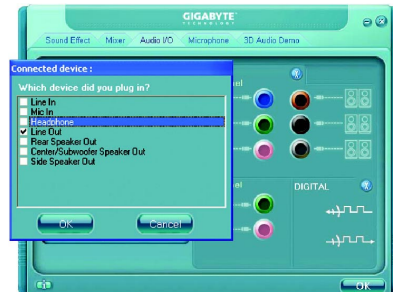 GIGABYTE
Sound Effect
Mixer
Audio I/O
Microphone
3D Audio Demo
Connected device :
Which device did you plug in?
Line In
Mic In
Headphone
Line Out
Rear Speaker Out
Center/Subwoofer Speaker Out
Side Speaker Out
OK
Cancel
DIGITAL
OK